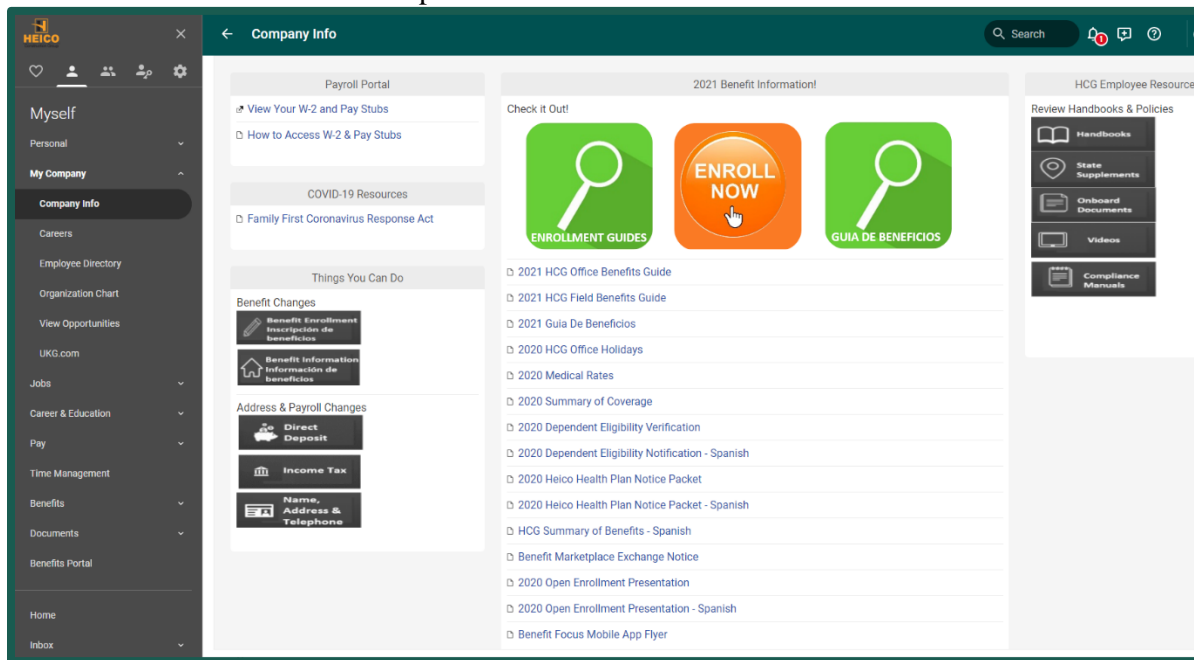 HEICO
Company Info
Search
1
Myself
Personal
My Company
Company Info
Careers
Employee Directory
Organization Chart
View Opportunities
UKG.com
Jobs
Career & Education
Pay
Time Management
Benefits
Documents
Benefits Portal
Home
Inbox
Payroll Portal
View Your W-2 and Pay Stubs
How to Access W-2 & Pay Stubs
COVID-19 Resources
Family First Coronavirus Response Act
Things You Can Do
Benefit Changes
Benefit Enrollment
Inscripción de
beneficios
Benefit Information
Información de
beneficios
Address & Payroll Changes
Direct
Deposit
Income Tax
Name,
Address &
Telephone
2021 Benefit Information!
Check it Out!
ENROLLMENT GUIDES
ENROLL
NOW
GUIA DE BENEFICIOS
2021 HCG Office Benefits Guide
2021 HCG Field Benefits Guide
2021 Guia De Beneficios
2020 HCG Office Holidays
2020 Medical Rates
2020 Summary of Coverage
2020 Dependent Eligibility Verification
2020 Dependent Eligibility Notification - Spanish
2020 Heico Health Plan Notice Packet
2020 Heico Health Plan Notice Packet - Spanish
HCG Summary of Benefits - Spanish
Benefit Marketplace Exchange Notice
2020 Open Enrollment Presentation
2020 Open Enrollment Presentation - Spanish
Benefit Focus Mobile App Flyer
HCG Employee Resource
Review Handbooks & Policies
Handbooks
State
Supplements
Onboard
Documents
Videos
Compliance
Manuals